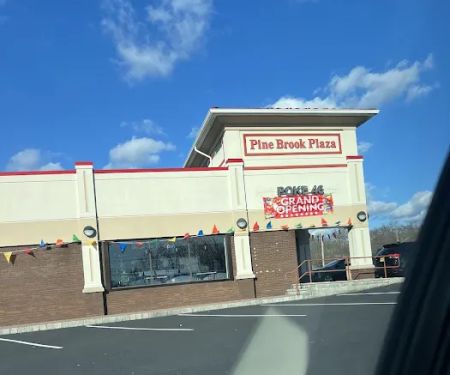 Pine Brook Plaza
POKE 46
GRAND
OPENING